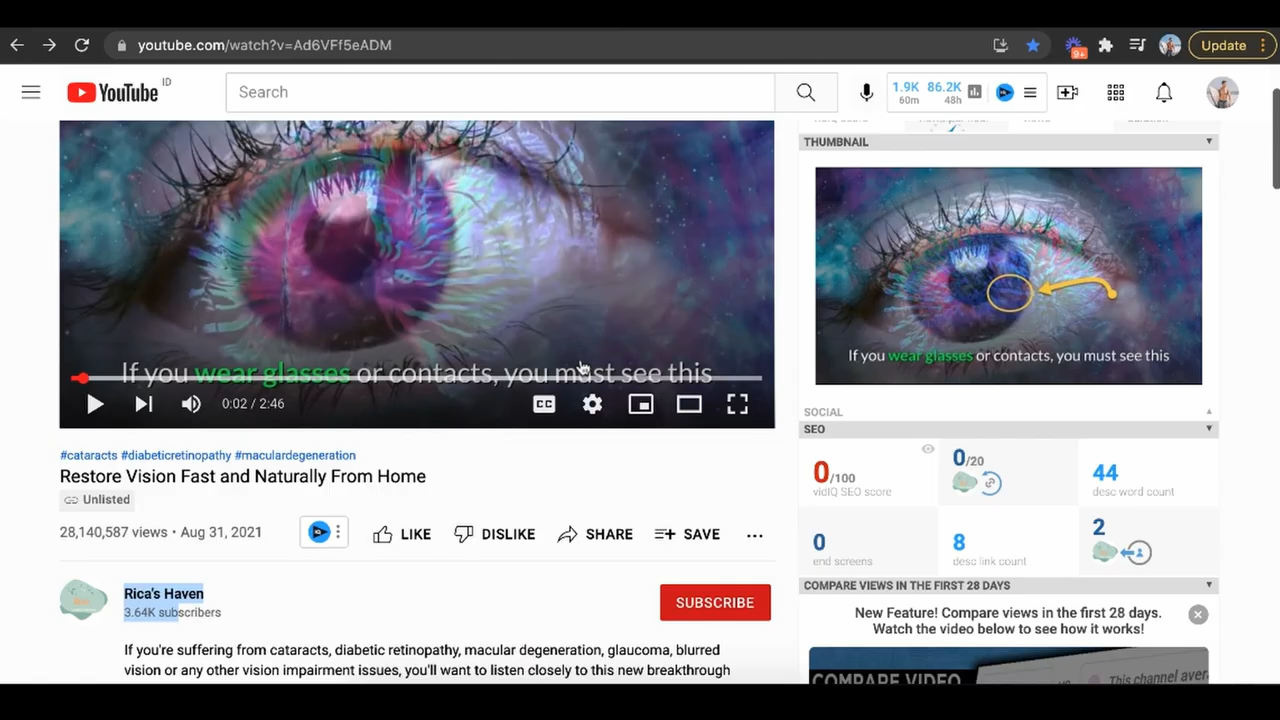 youtube.com/watch?v=Ad6VFf5eADM
9+
Update
YouTube ID
Search
1.9K 86.2K
60m 48h
THUMBNAIL
If you wear glasses or contacts, you must see this
If you wear glasses or contacts, you must see this
0:02 / 2:46
CC
SOCIAL
SEO
0/100
vidIQ SEO score
0/20
44
desc word count
0
end screens
8
desc link count
2
#cataracts #diabeticretinopathy #maculardegeneration
Restore Vision Fast and Naturally From Home
Unlisted
28,140,587 views • Aug 31, 2021
LIKE
DISLIKE
SHARE
SAVE
COMPARE VIEWS IN THE FIRST 28 DAYS
New Feature! Compare views in the first 28 days.
Watch the video below to see how it works!
Rica's Haven
3.64K subscribers
SUBSCRIBE
If you're suffering from cataracts, diabetic retinopathy, macular degeneration, glaucoma, blurred
vision or any other vision impairment issues, you'll want to listen closely to this new breakthrough
COMPARE VIDEO
This channel aver